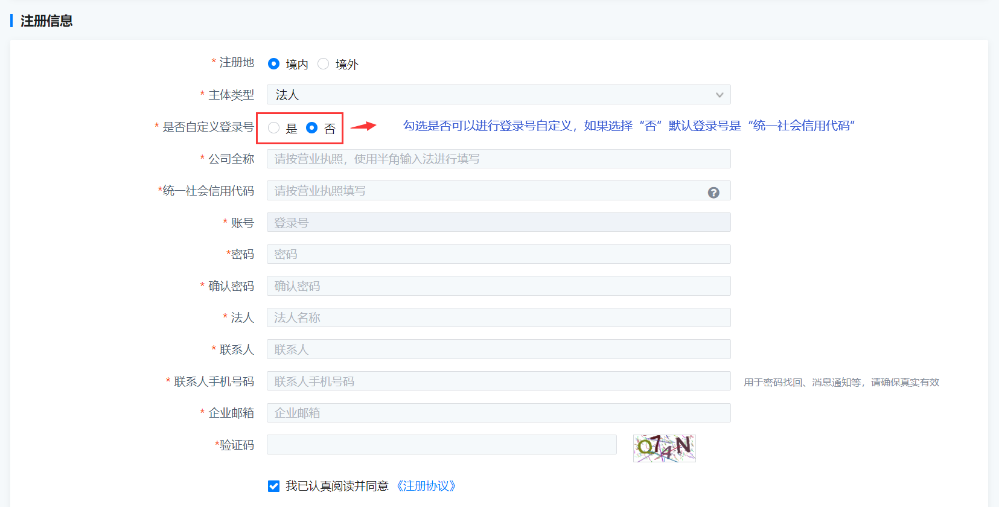 注册信息
* 注册地 境内 境外
* 主体类型 法人
* 是否自定义登录号 是 否 勾选是否可以进行登录号自定义，如果选择“否”默认登录号是“统一社会信用代码”
* 公司全称 请按营业执照，使用半角输入法进行填写
*统一社会信用代码 请按营业执照填写 ?
* 账号 登录号
*密码 密码
* 确认密码 确认密码
* 法人 法人名称
* 联系人 联系人
* 联系人手机号码 联系人手机号码 用于密码找回、消息通知等，请确保真实有效
* 企业邮箱 企业邮箱
*验证码 Q74N
我已认真阅读并同意 《注册协议》